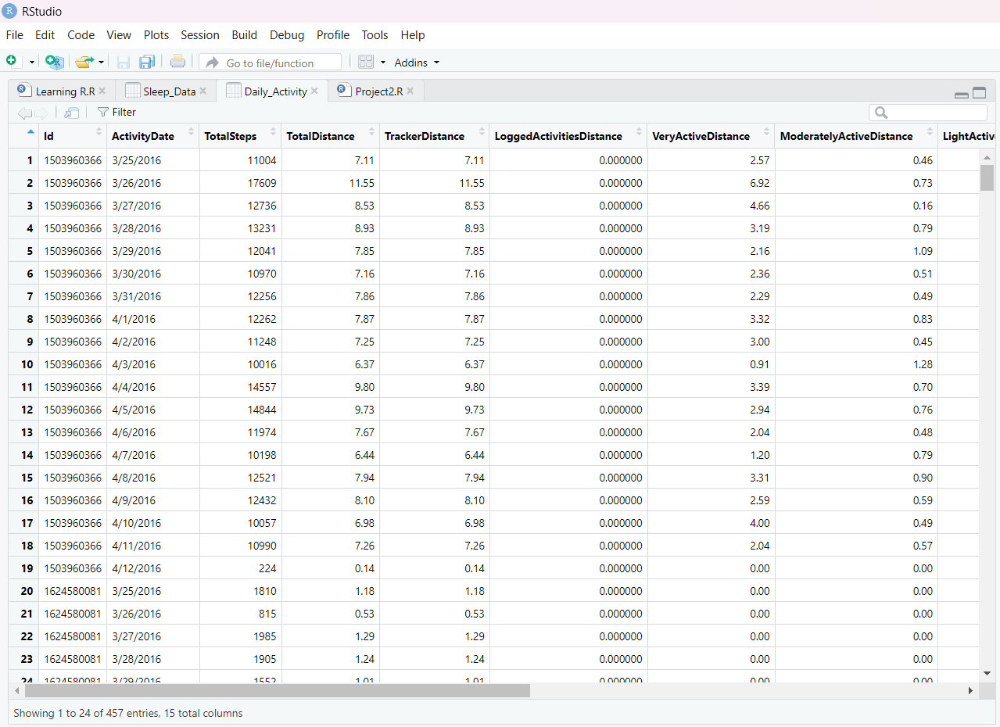 R RStudio
File Edit Code View Plots Session Build Debug Profile Tools Help
Go to file/function Addins
Learning R.R Sleep_Data Daily_Activity Project2.R
Filter
Id ActivityDate TotalSteps TotalDistance TrackerDistance LoggedActivitiesDistance VeryActiveDistance ModeratelyActiveDistance LightActive
1 1503960366 3/25/2016 11004 7.11 7.11 0.000000 2.57 0.46
2 1503960366 3/26/2016 17609 11.55 11.55 0.000000 6.92 0.73
3 1503960366 3/27/2016 12736 8.53 8.53 0.000000 4.66 0.16
4 1503960366 3/28/2016 13231 8.93 8.93 0.000000 3.19 0.79
5 1503960366 3/29/2016 12041 7.85 7.85 0.000000 2.16 1.09
6 1503960366 3/30/2016 10970 7.16 7.16 0.000000 2.36 0.51
7 1503960366 3/31/2016 12256 7.86 7.86 0.000000 2.29 0.49
8 1503960366 4/1/2016 12262 7.87 7.87 0.000000 3.32 0.83
9 1503960366 4/2/2016 11248 7.25 7.25 0.000000 3.00 0.45
10 1503960366 4/3/2016 10016 6.37 6.37 0.000000 0.91 1.28
11 1503960366 4/4/2016 14557 9.80 9.80 0.000000 3.39 0.70
12 1503960366 4/5/2016 14844 9.73 9.73 0.000000 2.94 0.76
13 1503960366 4/6/2016 11974 7.67 7.67 0.000000 2.04 0.48
14 1503960366 4/7/2016 10198 6.44 6.44 0.000000 1.20 0.79
15 1503960366 4/8/2016 12521 7.94 7.94 0.000000 3.31 0.90
16 1503960366 4/9/2016 12432 8.10 8.10 0.000000 2.59 0.59
17 1503960366 4/10/2016 10057 6.98 6.98 0.000000 4.00 0.49
18 1503960366 4/11/2016 10990 7.26 7.26 0.000000 2.04 0.57
19 1503960366 4/12/2016 224 0.14 0.14 0.000000 0.00 0.00
20 1624580081 3/25/2016 1810 1.18 1.18 0.000000 0.00 0.00
21 1624580081 3/26/2016 815 0.53 0.53 0.000000 0.00 0.00
22 1624580081 3/27/2016 1985 1.29 1.29 0.000000 0.00 0.00
23 1624580081 3/28/2016 1905 1.24 1.24 0.000000 0.00 0.00
24 1624580081 3/29/2016 1552 1.01 1.01 0.000000 0.00 0.00
Showing 1 to 24 of 457 entries, 15 total columns